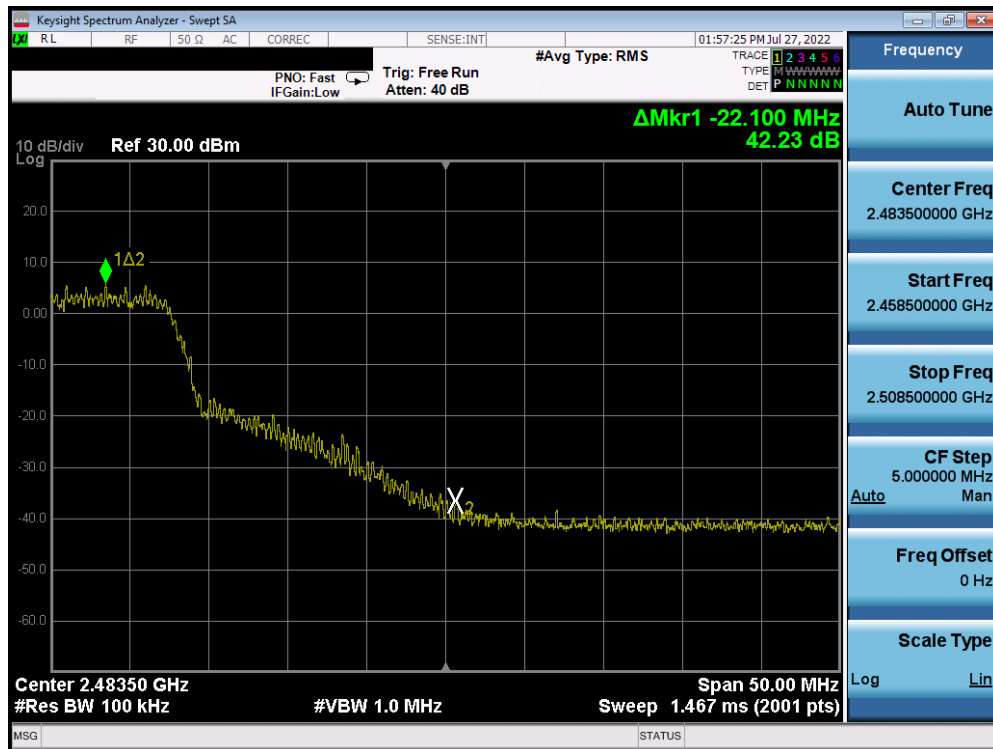 Keysight Spectrum Analyzer - Swept SA
LXI RL RF 50 Ω AC CORREC SENSE:INT 01:57:25 PM Jul 27, 2022
#Avg Type: RMS
PNO: Fast
IFGain:Low
Trig: Free Run
Atten: 40 dB
TRACE 1 2 3 4 5 6
TYPE M WWWWW
DET P N N N N N
ΔMkr1 -22.100 MHz
42.23 dB
10 dB/div Ref 30.00 dBm
Log
20.0
10.0
0.00
-10.0
-20.0
-30.0
-40.0
-50.0
-60.0
1Δ2
X2
Center 2.48350 GHz Span 50.00 MHz
#Res BW 100 kHz #VBW 1.0 MHz Sweep 1.467 ms (2001 pts)
MSG STATUS
Frequency
Auto Tune
Center Freq
2.483500000 GHz
Start Freq
2.458500000 GHz
Stop Freq
2.508500000 GHz
CF Step
5.000000 MHz
Auto Man
Freq Offset
0 Hz
Scale Type
Log Lin